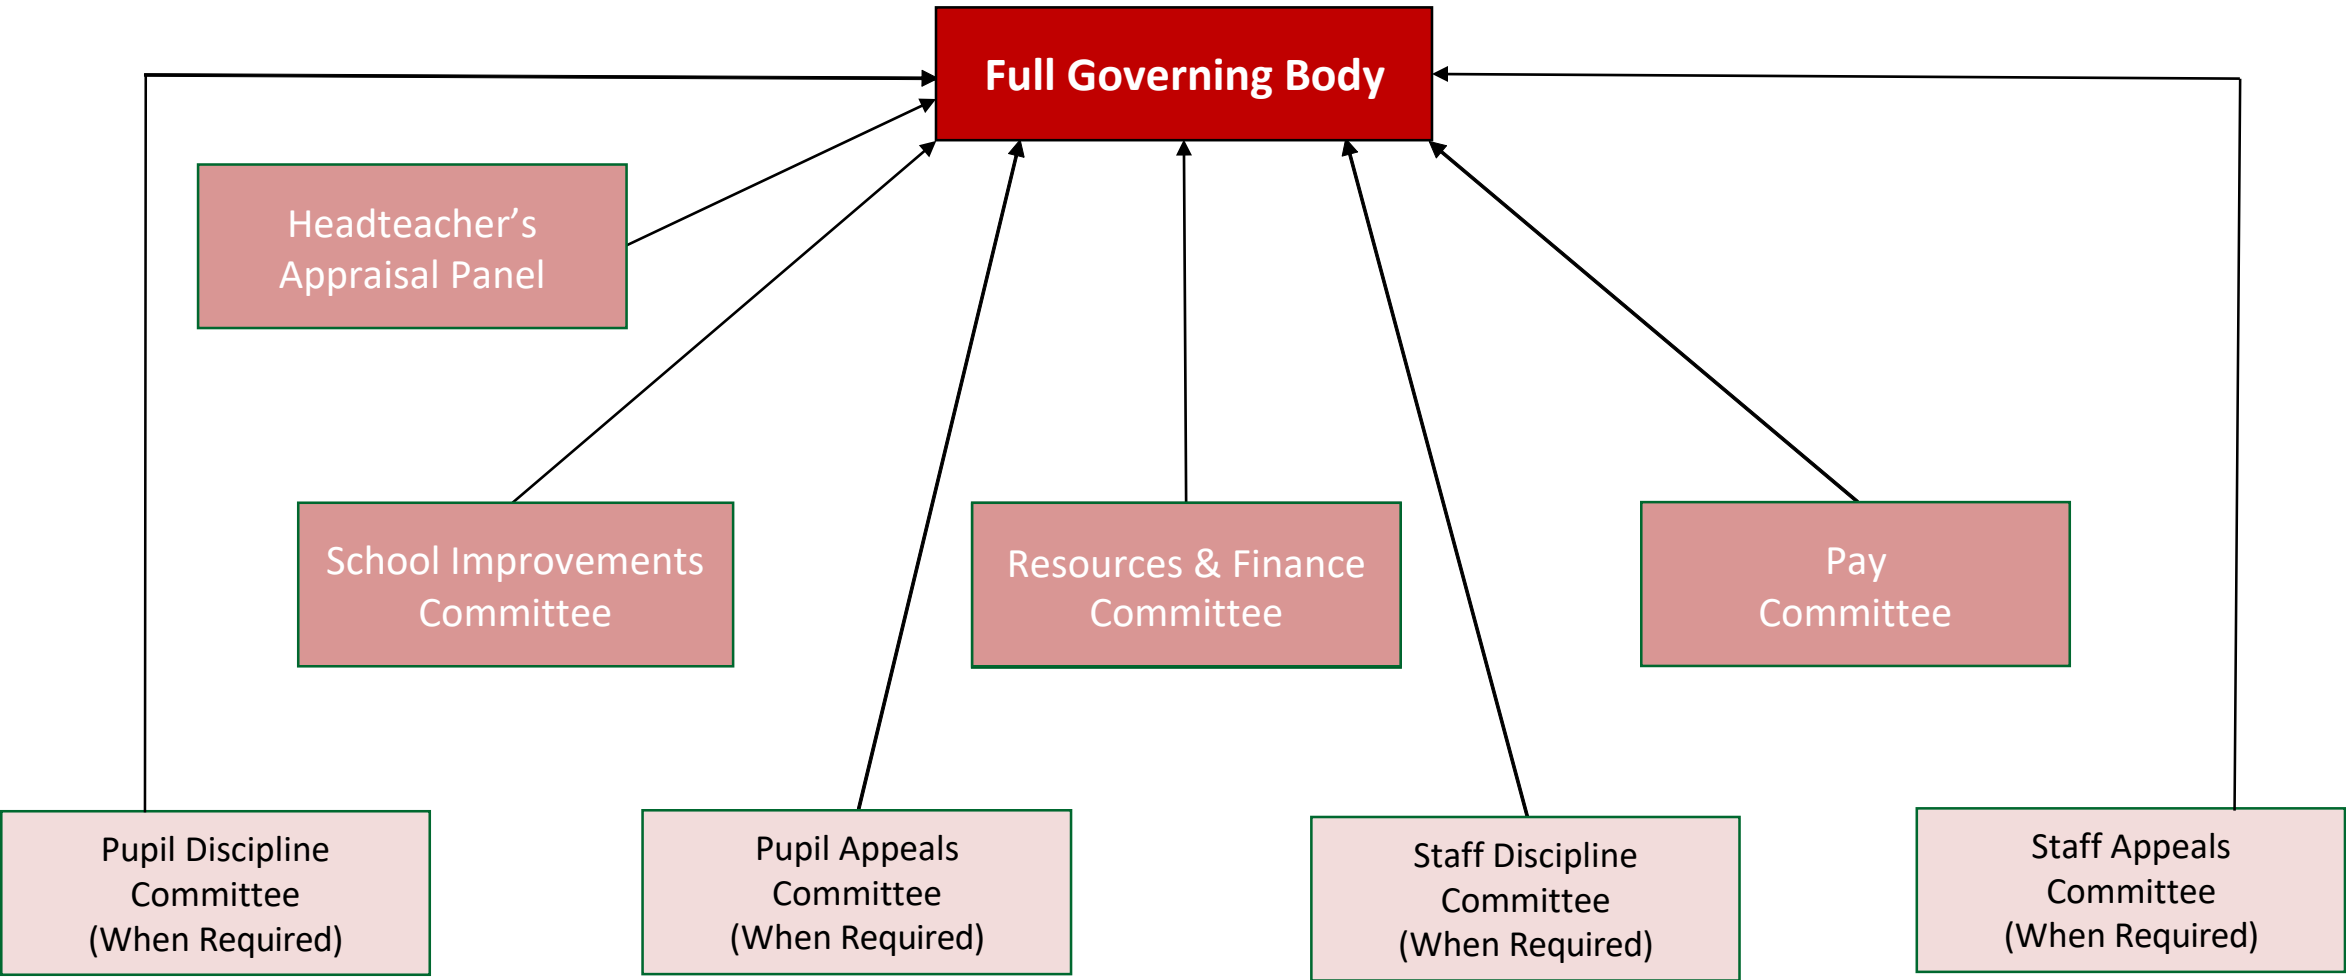 Full Governing Body
Headteacher’s
Appraisal Panel
School Improvements
Committee
Resources & Finance
Committee
Pay
Committee
Pupil Discipline
Committee
(When Required)
Pupil Appeals
Committee
(When Required)
Staff Discipline
Committee
(When Required)
Staff Appeals
Committee
(When Required)